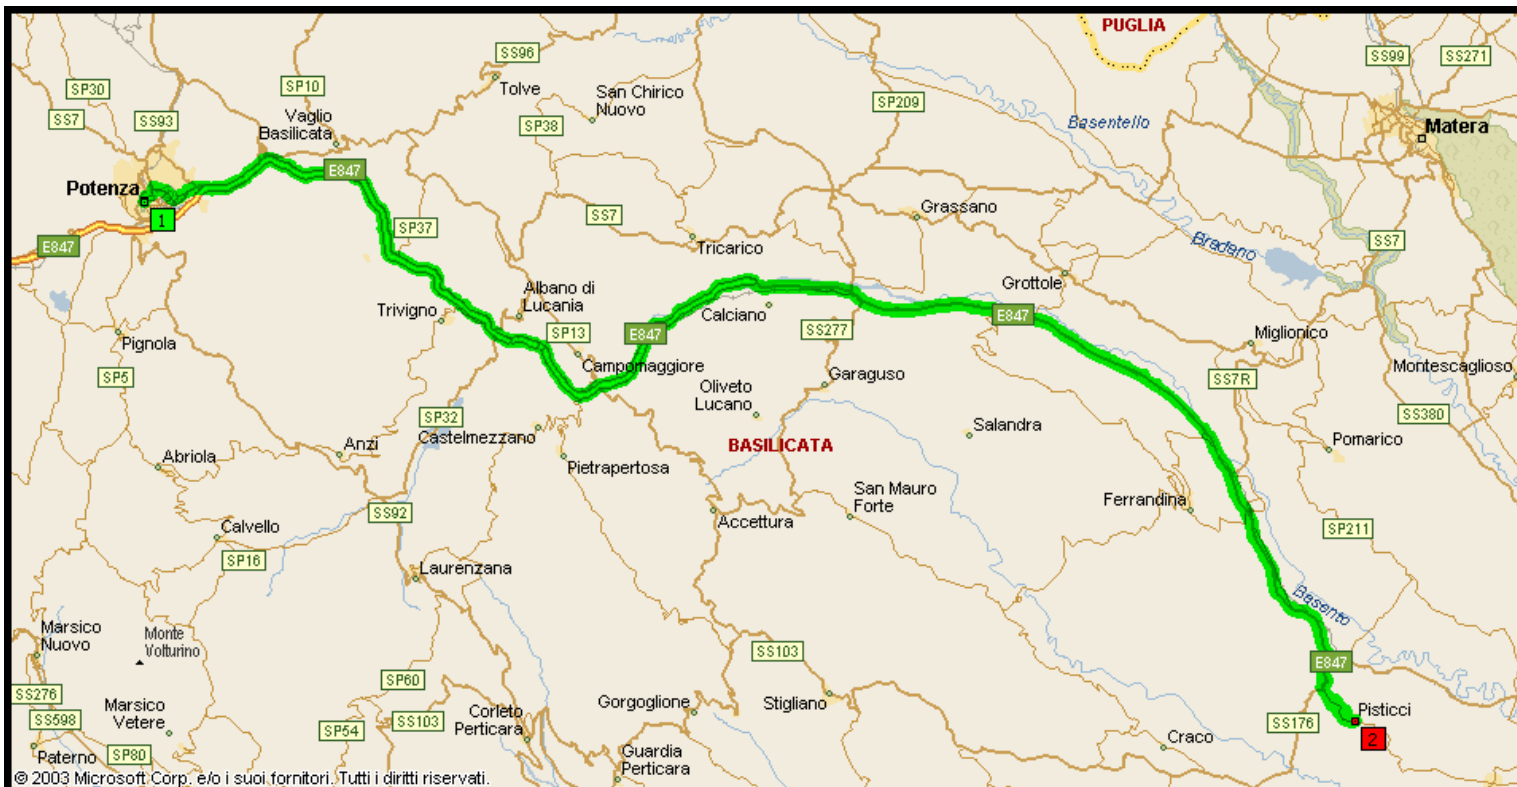 PUGLIA
SS96
SS99
SS271
Tolve
SP10
SP30
San Chirico
Nuovo
SP209
Vaglio
Basilicata
SS7
SS93
SP38
Basentello
Matera
E847
Potenza
1
SP37
SS7
Grassano
Tricarico
Bradano
SS7
E847
Albano di
Lucania
Grottole
Trivigno
Calciano
E847
SP13
E847
SS277
Pignola
Miglionico
Campomaggiore
Montescaglioso
SP5
SS7R
Oliveto
Lucano
Garaguso
SP32
SS380
Castelmezzano
Salandra
Anzi
BASILICATA
Pomarico
Abriola
Pietrapertosa
San Mauro
Forte
Ferrandina
SS92
Calvello
Accettura
SP211
SP16
Laurenzana
Basento
Marsico
Nuovo
Monte
Volturino
SS103
E847
SP60
SS276
Marsico
Vetere
Gorgoglione
Stigliano
Pisticci
SS598
SS103
Corleto
Perticara
SS176
SP54
2
Craco
Paterno
SP80
Guardia
Perticara
© 2003 Microsoft Corp. e/o i suoi fornitori. Tutti i diritti riservati.